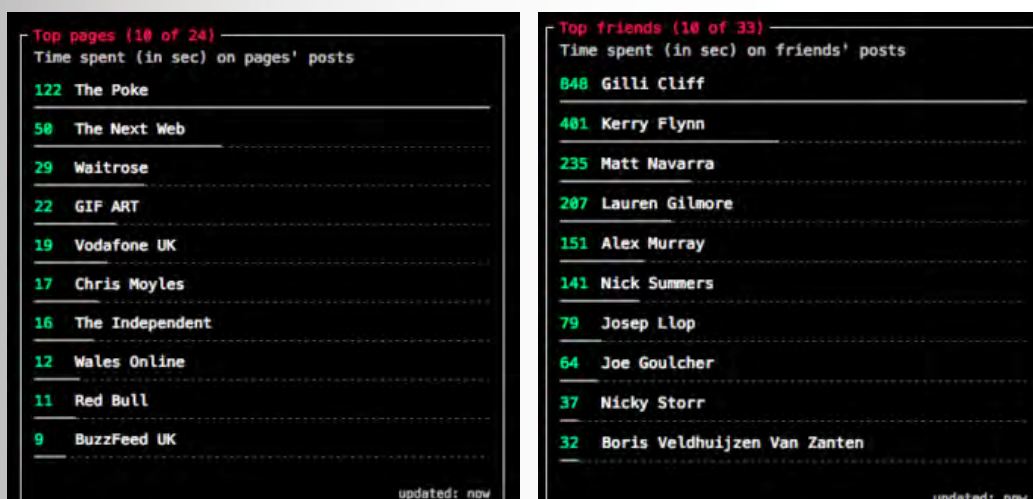 Top pages (10 of 24)
Time spent (in sec) on pages' posts
122 The Poke
50 The Next Web
29 Waitrose
22 GIF ART
19 Vodafone UK
17 Chris Moyles
16 The Independent
12 Wales Online
11 Red Bull
9 BuzzFeed UK
updated: now
Top friends (10 of 33)
Time spent (in sec) on friends' posts
848 Gilli Cliff
401 Kerry Flynn
235 Matt Navarra
207 Lauren Gilmore
151 Alex Murray
141 Nick Summers
79 Josep Llop
64 Joe Goulcher
37 Nicky Storr
32 Boris Veldhuijzen Van Zanten
updated: now